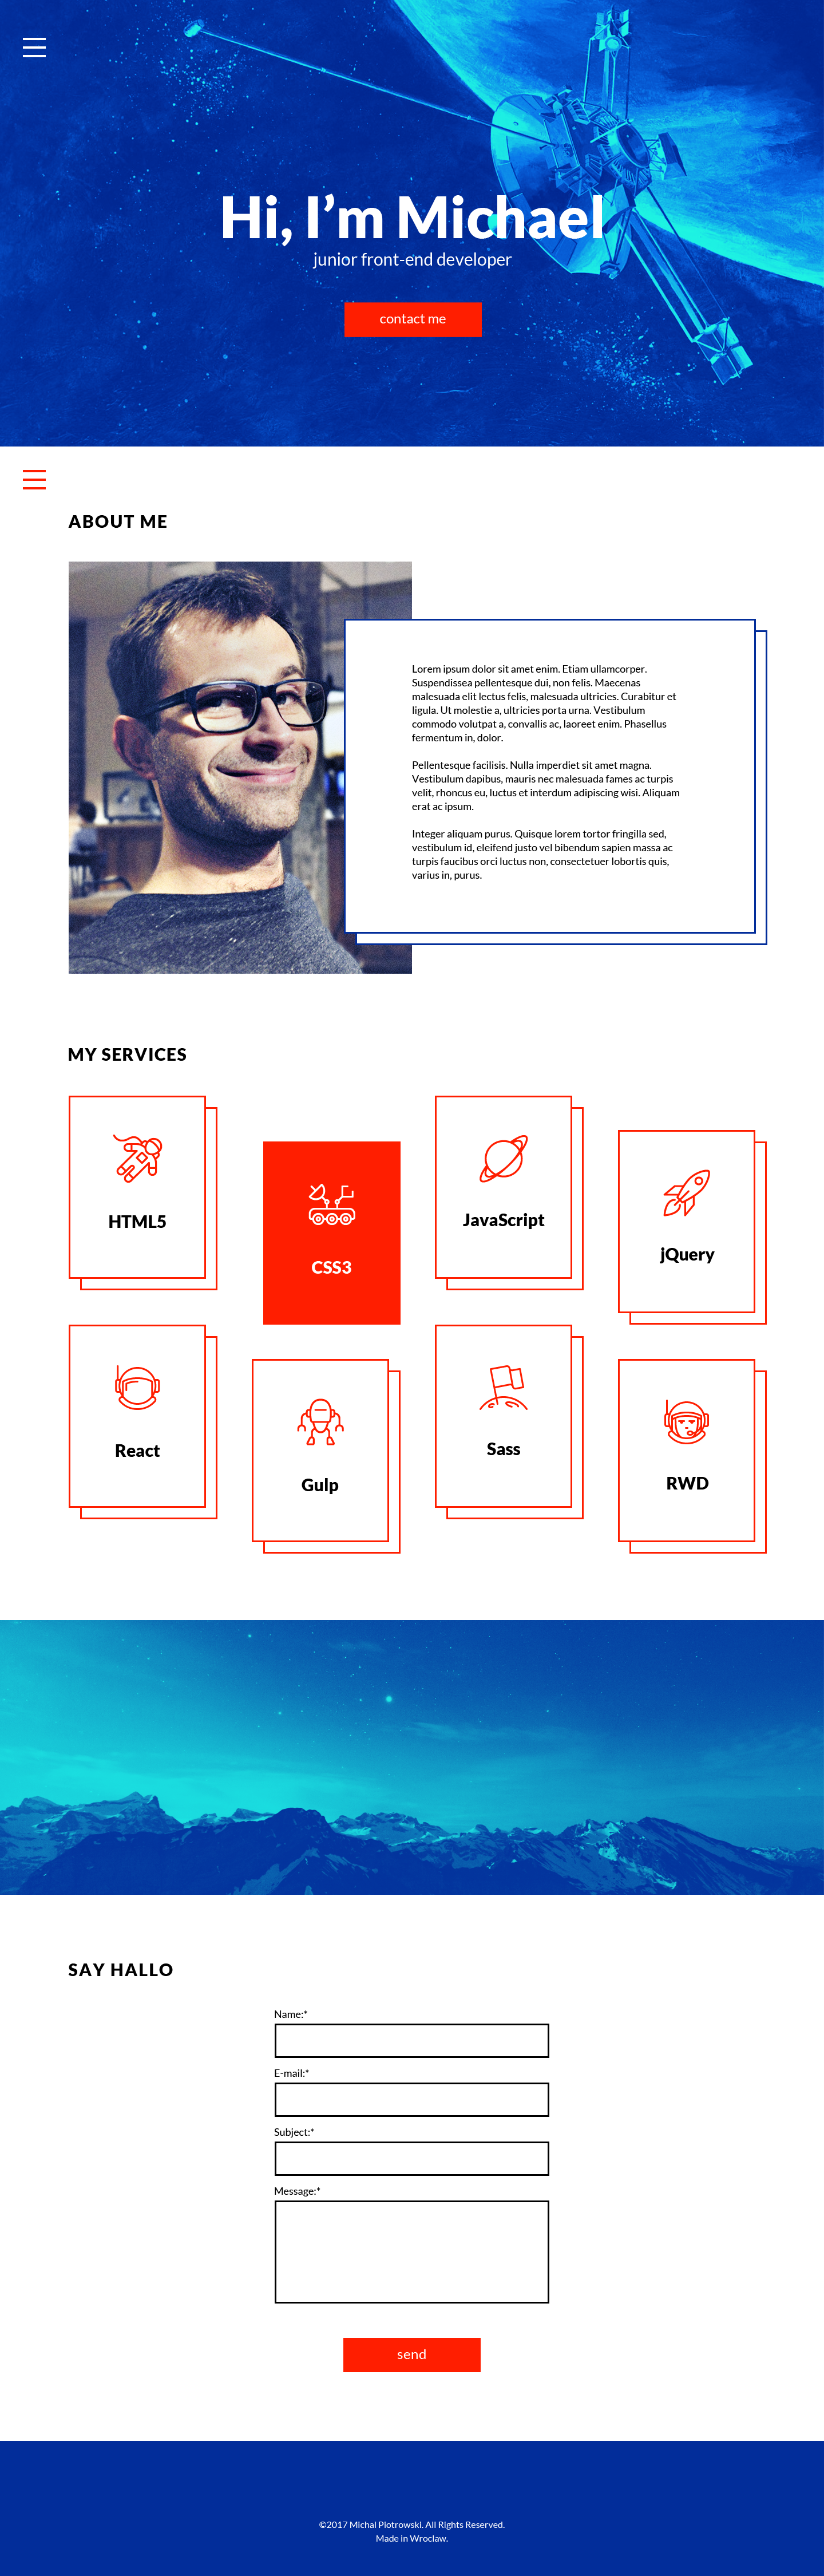 Hi, I’m Michael
junior front-end developer
contact me
ABOUT ME
Lorem ipsum dolor sit amet enim. Etiam ullamcorper.
Suspendissea pellentesque dui, non felis. Maecenas
malesuada elit lectus felis, malesuada ultricies. Curabitur et
ligula. Ut molestie a, ultricies porta urna. Vestibulum
commodo volutpat a, convallis ac, laoreet enim. Phasellus
fermentum in, dolor.
Pellentesque facilisis. Nulla imperdiet sit amet magna.
Vestibulum dapibus, mauris nec malesuada fames ac turpis
velit, rhoncus eu, luctus et interdum adipiscing wisi. Aliquam
erat ac ipsum.
Integer aliquam purus. Quisque lorem tortor fringilla sed,
vestibulum id, eleifend justo vel bibendum sapien massa ac
turpis faucibus orci luctus non, consectetuer lobortis quis,
varius in, purus.
MY SERVICES
HTML5
CSS3
JavaScript
jQuery
React
Gulp
Sass
RWD
SAY HALLO
Name:*
E-mail:*
Subject:*
Message:*
send
©2017 Michal Piotrowski. All Rights Reserved.
Made in Wroclaw.